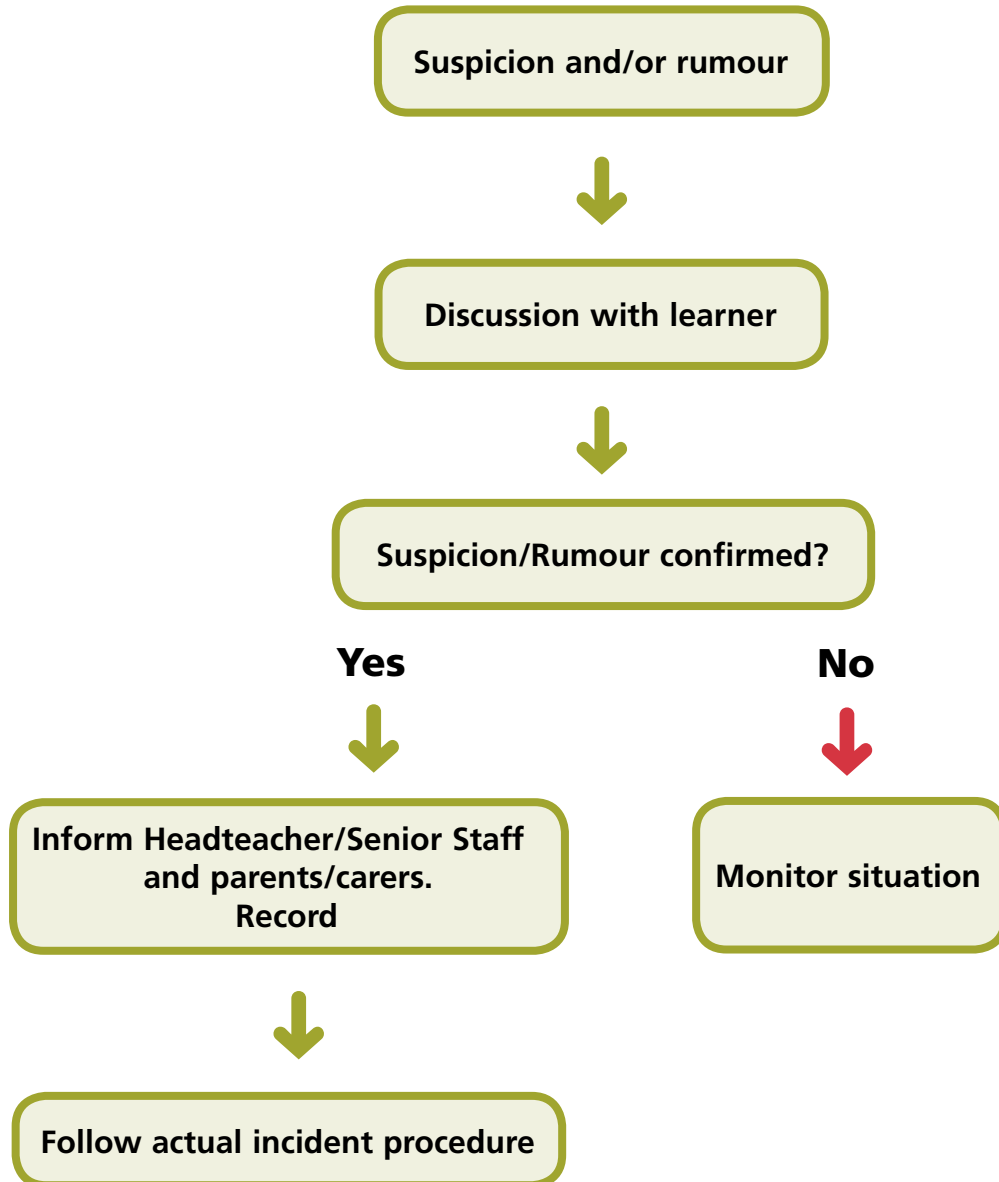 Suspicion and/or rumour
Discussion with learner
Suspicion/Rumour confirmed?
Yes
No
Inform Headteacher/Senior Staff
and parents/carers.
Record
Monitor situation
Follow actual incident procedure